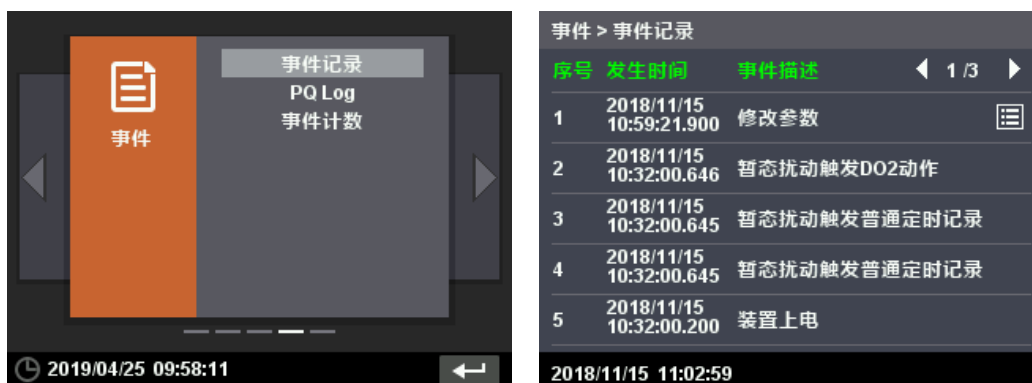 事件
事件记录
PQ Log
事件计数
2019/04/25 09:58:11
事件 > 事件记录
序号 发生时间 事件描述 1 /3
1 2018/11/15 10:59:21.900 修改参数
2 2018/11/15 10:32:00.646 暂态扰动触发DO2动作
3 2018/11/15 10:32:00.645 暂态扰动触发普通定时记录
4 2018/11/15 10:32:00.645 暂态扰动触发普通定时记录
5 2018/11/15 10:32:00.200 装置上电
2018/11/15 11:02:59